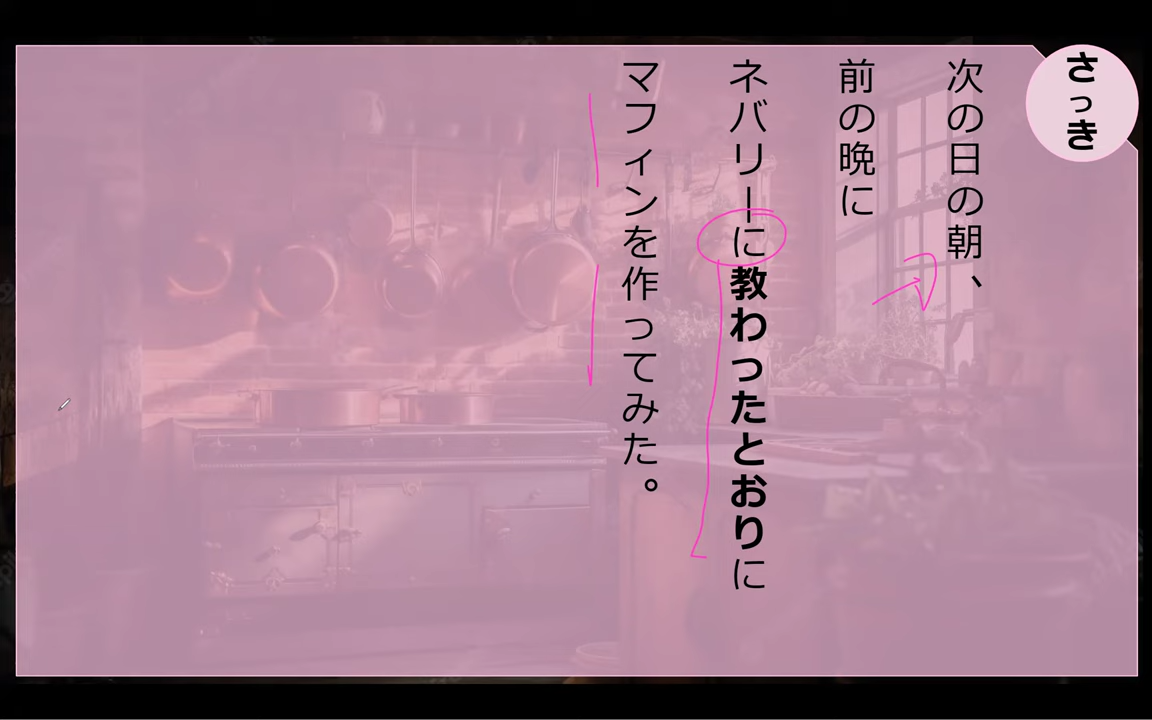 さっき
次の日の朝、
前の晩に
ネバリーに教わったとおりに
マフィンを作ってみた。